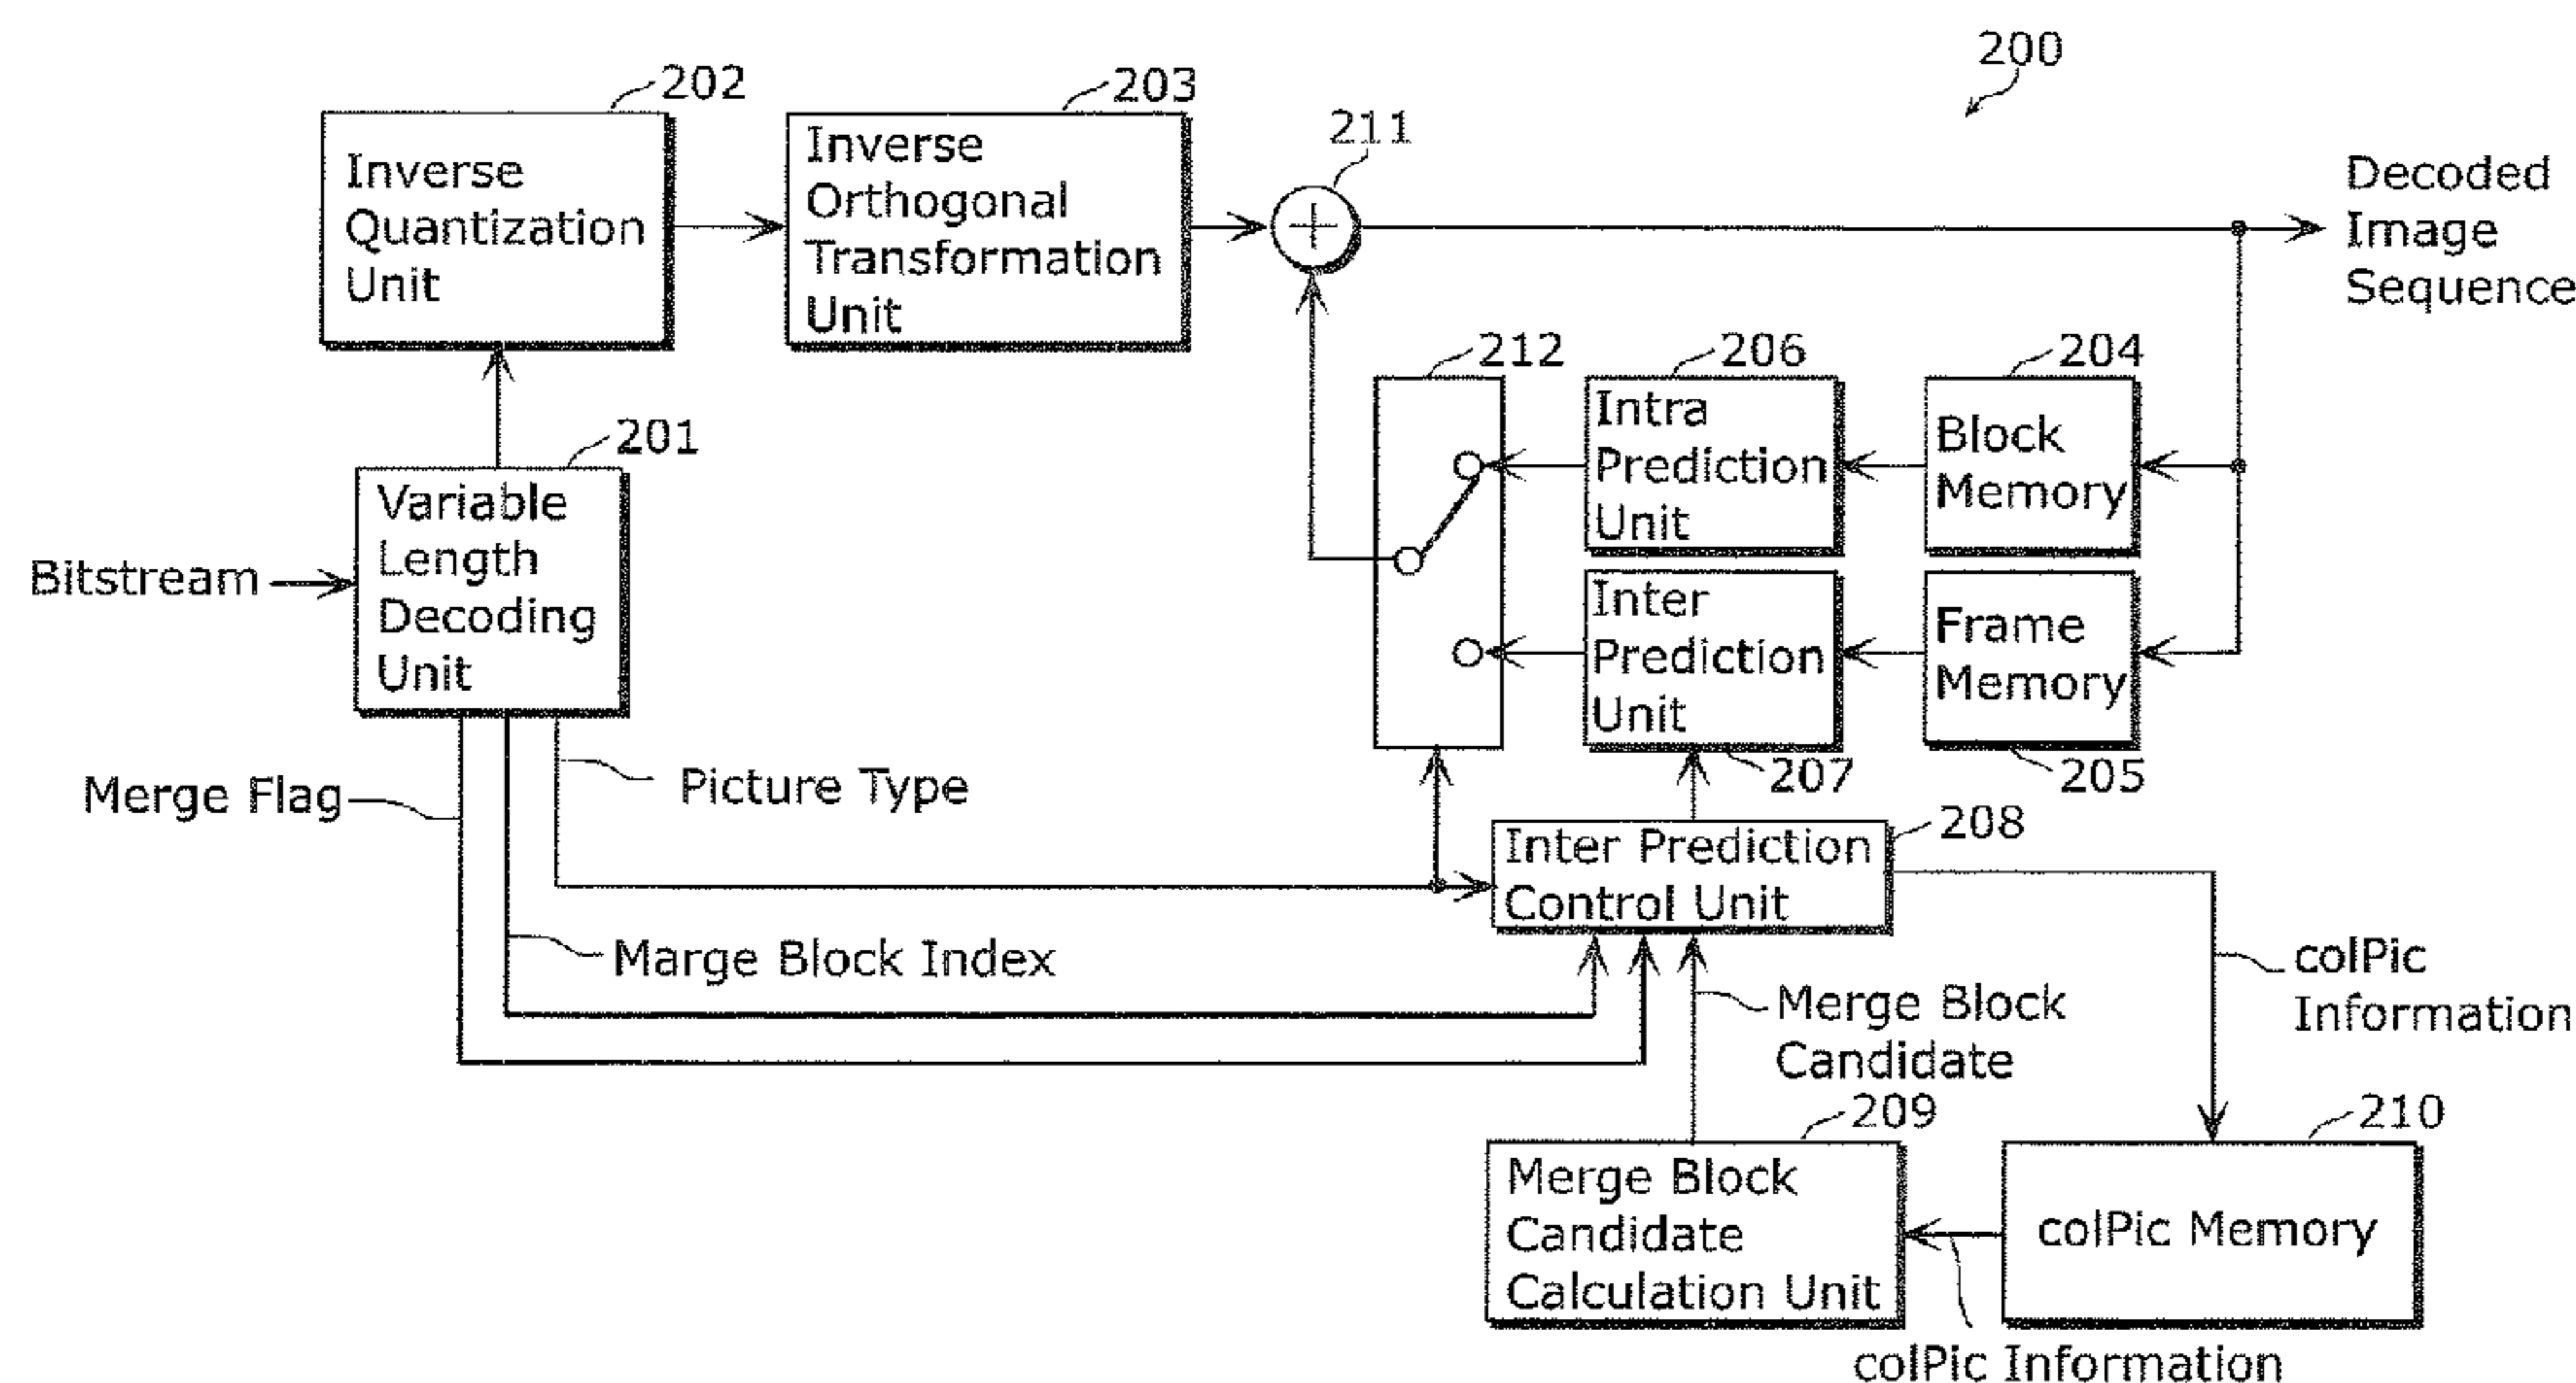 200
202
203
211
Inverse
Quantization
Unit
Inverse
Orthogonal
Transformation
Unit
Decoded
Image
Sequence
212
206
204
201
Intra
Prediction
Unit
Block
Memory
Variable
Length
Decoding
Unit
Bitstream
Inter
Prediction
Unit
Frame
Memory
207
205
Merge Flag
Picture Type
208
Inter Prediction
Control Unit
Marge Block Index
colPic
Information
Merge Block
Candidate
209
210
Merge Block
Candidate
Calculation Unit
colPic Memory
colPic Information